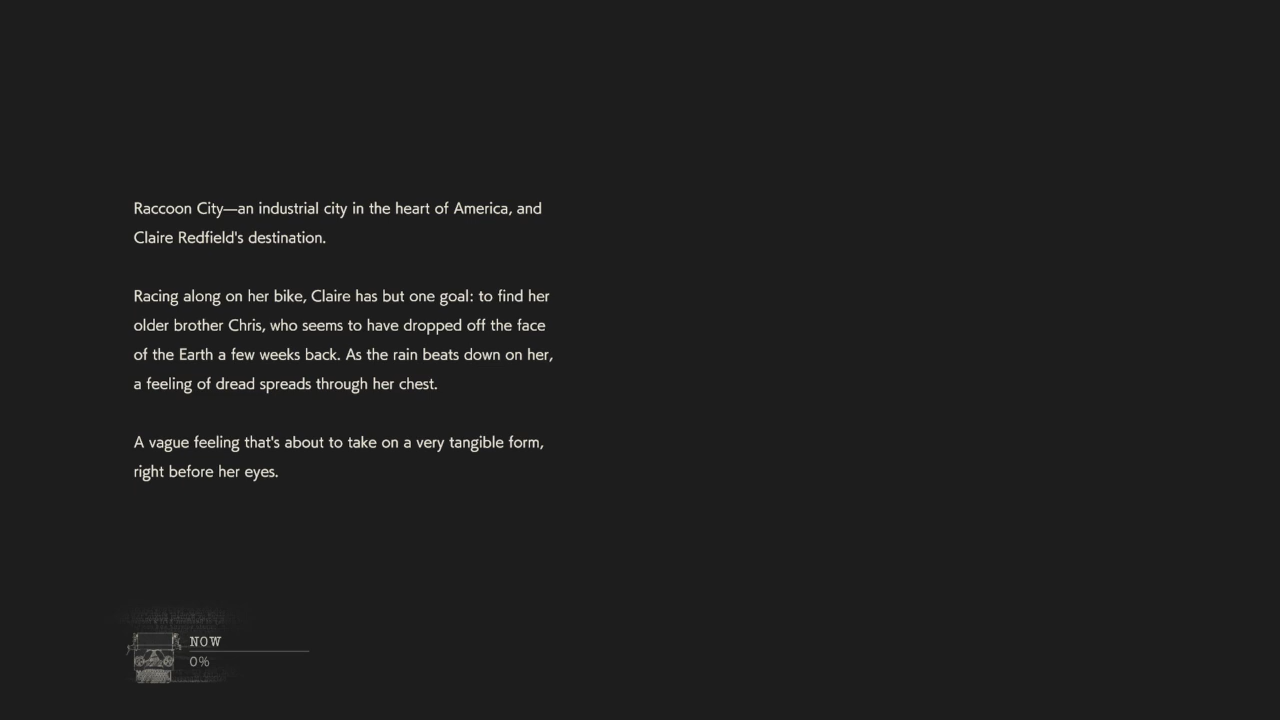 Raccoon City—an industrial city in the heart of America, and
Claire Redfield's destination.
Racing along on her bike, Claire has but one goal: to find her
older brother Chris, who seems to have dropped off the face
of the Earth a few weeks back. As the rain beats down on her,
a feeling of dread spreads through her chest.
A vague feeling that's about to take on a very tangible form,
right before her eyes.
NOW
0%